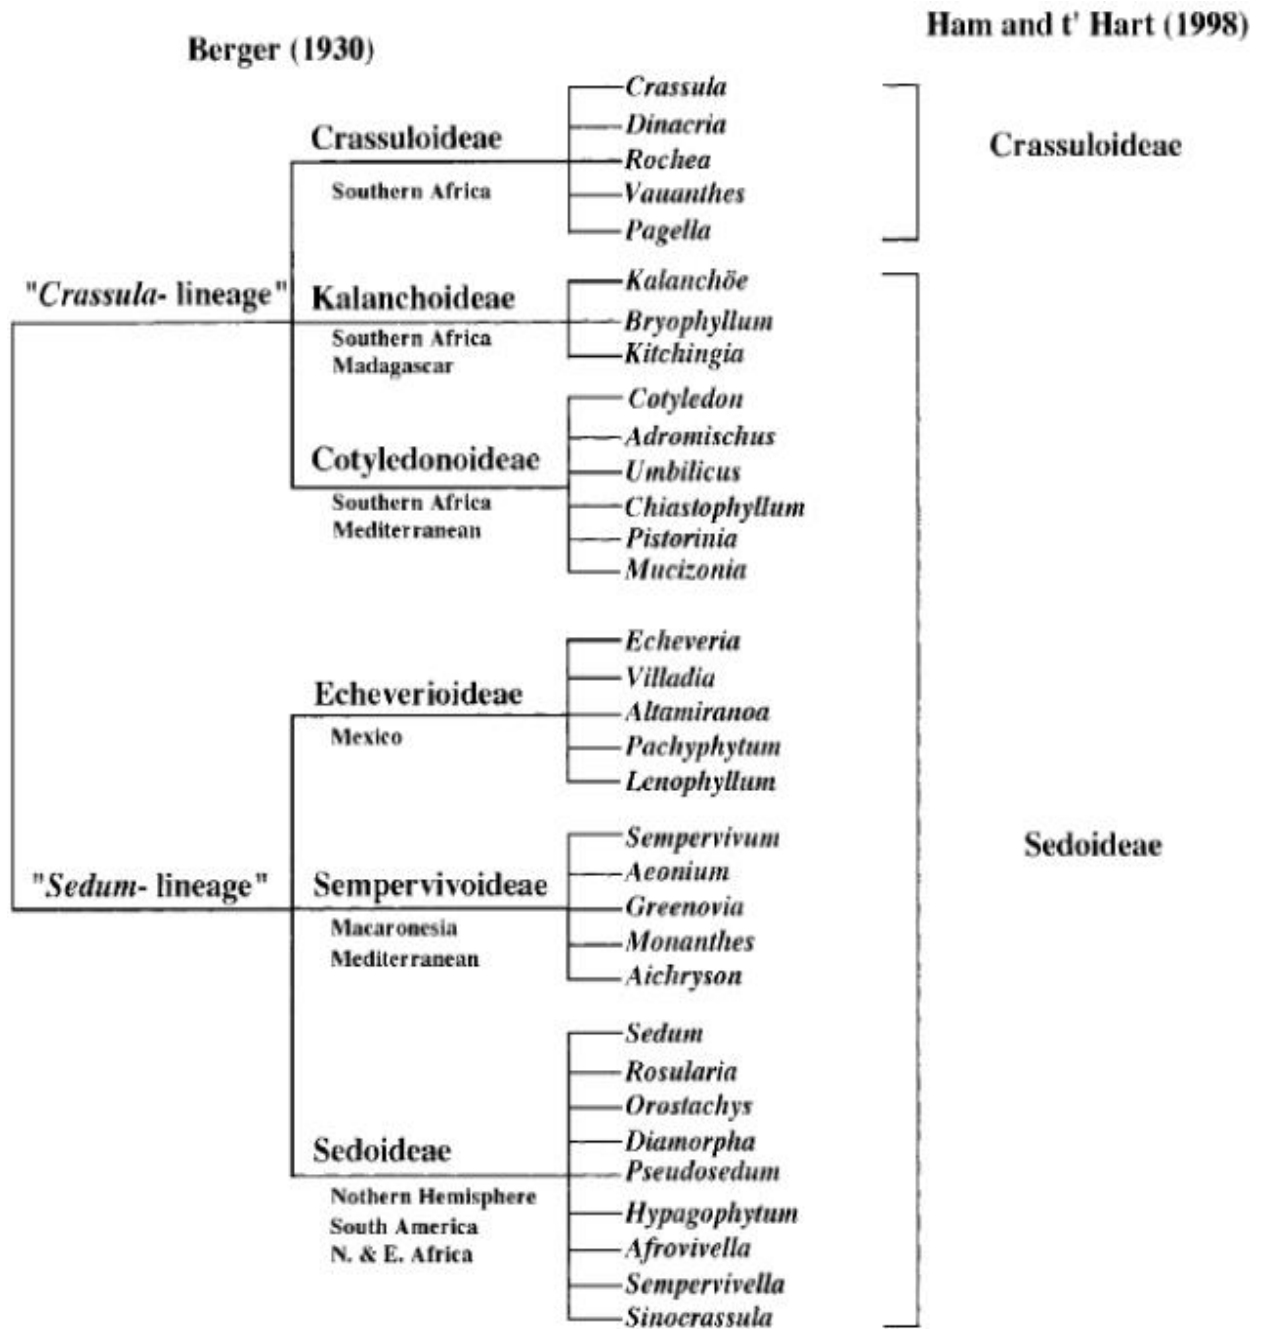 Berger (1930)
Ham and t' Hart (1998)
"Crassula- lineage"
Crassuloideae
Southern Africa
Crassula
Dinacria
Rochea
Vauanthes
Pagella
Kalanchoideae
Southern Africa
Madagascar
Kalanchöe
Bryophyllum
Kitchingia
Cotyledonoideae
Southern Africa
Mediterranean
Cotyledon
Adromischus
Umbilicus
Chiastophyllum
Pistorinia
Mucizonia
"Sedum- lineage"
Echeverioideae
Mexico
Echeveria
Villadia
Altamiranoa
Pachyphytum
Lenophyllum
Sempervivoideae
Macaronesia
Mediterranean
Sempervivum
Aeonium
Greenovia
Monanthes
Aichryson
Sedoideae
Nothern Hemisphere
South America
N. & E. Africa
Sedum
Rosularia
Orostachys
Diamorpha
Pseudosedum
Hypagophytum
Afrovivella
Sempervivella
Sinocrassula
Crassuloideae
Sedoideae